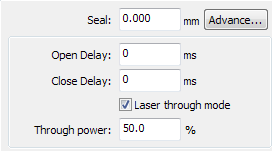 Seal: 0.000 mm Advance...
Open Delay: 0 ms
Close Delay: 0 ms
Laser through mode
Through power: 50.0 %